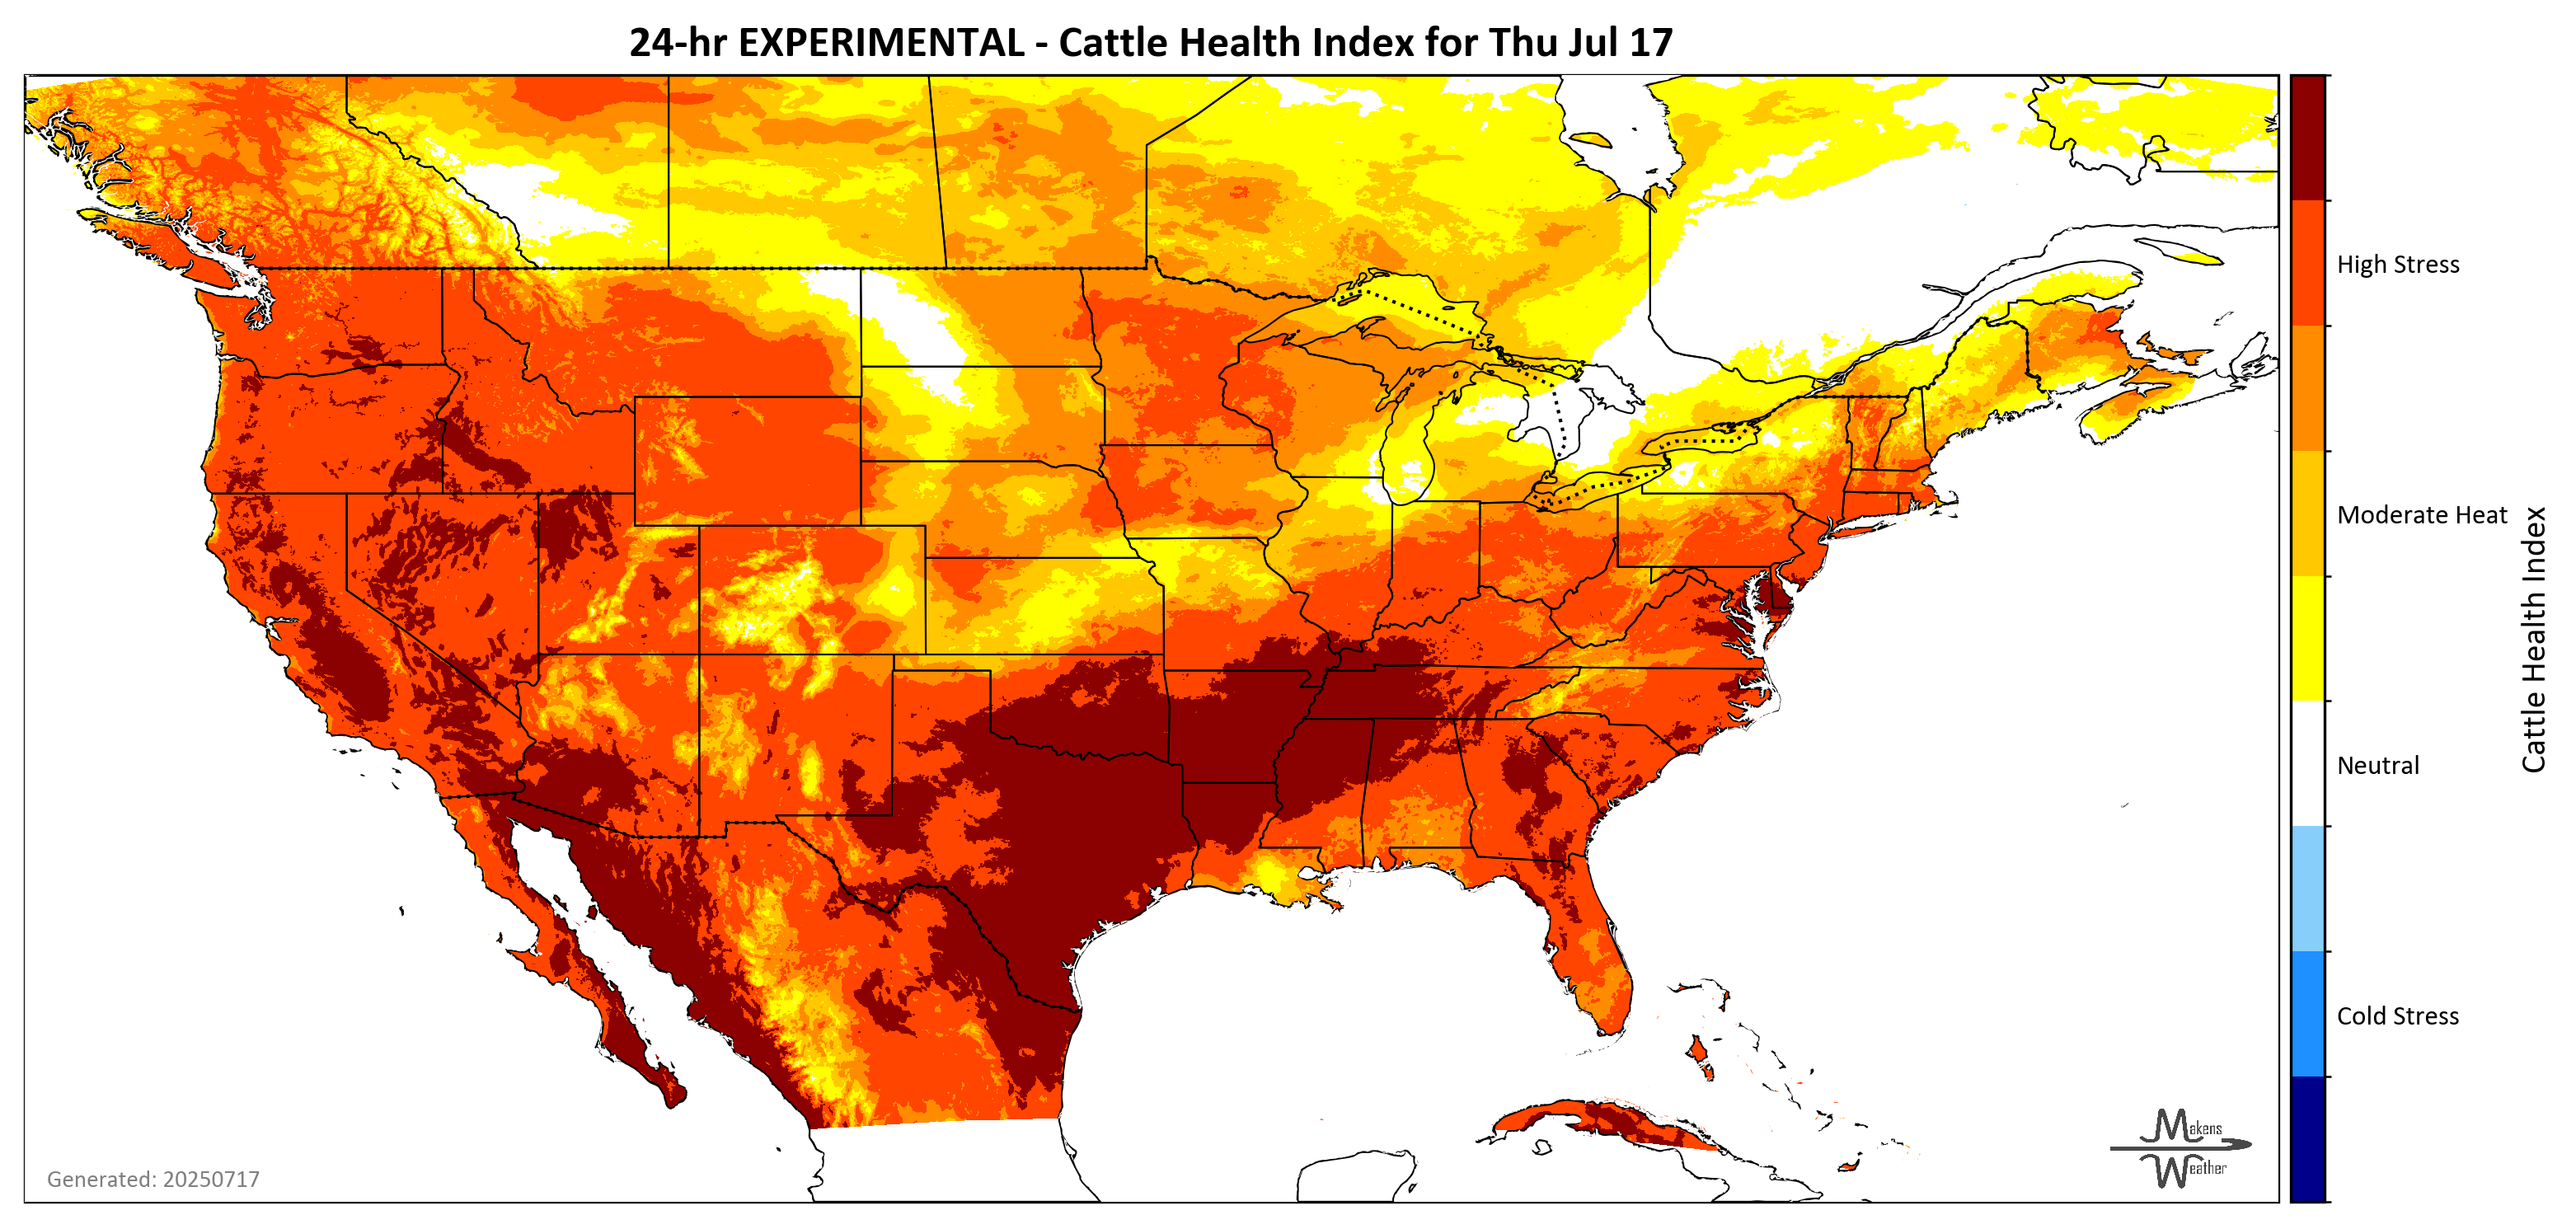 24-hr EXPERIMENTAL - Cattle Health Index for Thu Jul 17
High Stress
Moderate Heat
Neutral
Cold Stress
Cattle Health Index
Makens
Weather
Generated: 20250717